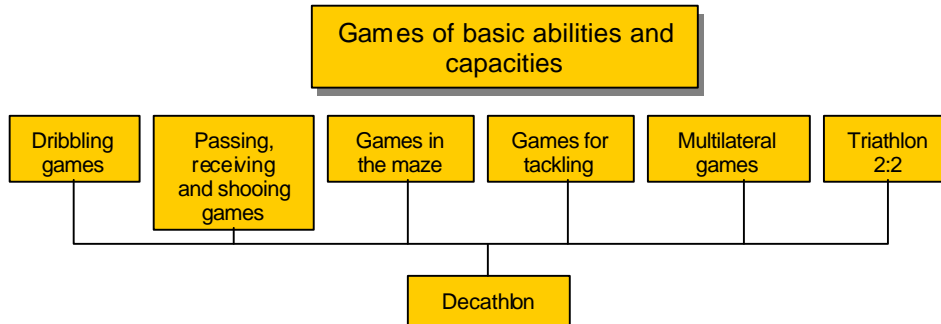 Games of basic abilities and
capacities
Dribbling
games
Passing,
receiving
and shooing
games
Games in
the maze
Games for
tackling
Multilateral
games
Triathlon
2:2
Decathlon